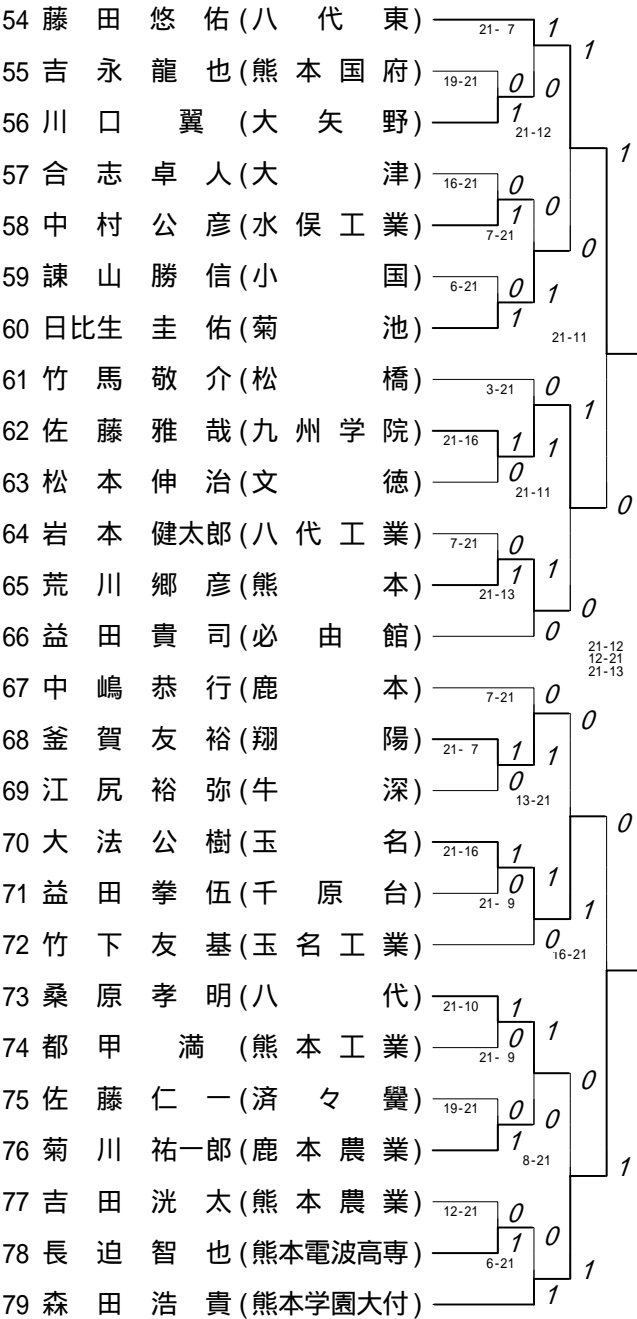 54 藤田悠佑(八代東) 21- 7 1 1
55 吉永龍也(熊本国府) 19-21 0 0
56 川口翼(大矢野) 1 21-12
1
57 合志卓人(大津) 16-21 0
58 中村公彦(水俣工業) 1 0 7-21
0
59 諌山勝信(小国) 6-21 0 1
60 日比生圭佑(菊池) 1 21-11
61 竹馬敬介(松橋) 3-21 0 1
62 佐藤雅哉(九州学院) 21-16 1 1
63 松本伸治(文徳) 0 21-11
0
64 岩本健太郎(八代工業) 7-21 0
65 荒川郷彦(熊本) 1 1 21-13 0
66 益田貴司(必由館) 0
21-12
12-21
21-13
67 中嶋恭行(鹿本) 7-21 0 0
68 釜賀友裕(翔陽) 21- 7 1 1
69 江尻裕弥(牛深) 0 13-21
0
70 大法公樹(玉名) 21-16 1
71 益田拳伍(千原台) 0 1 21- 9 1
72 竹下友基(玉名工業) 0 16-21
73 桑原孝明(八代) 21-10 1 1
74 都甲満(熊本工業) 0 21- 9
0
75 佐藤仁一(済々黌) 19-21 0 0
76 菊川祐一郎(鹿本農業) 1 8-21
1
77 吉田洸太(熊本農業) 12-21 0
78 長迫智也(熊本電波高専) 1 0 6-21
79 森田浩貴(熊本学園大付) 1 1